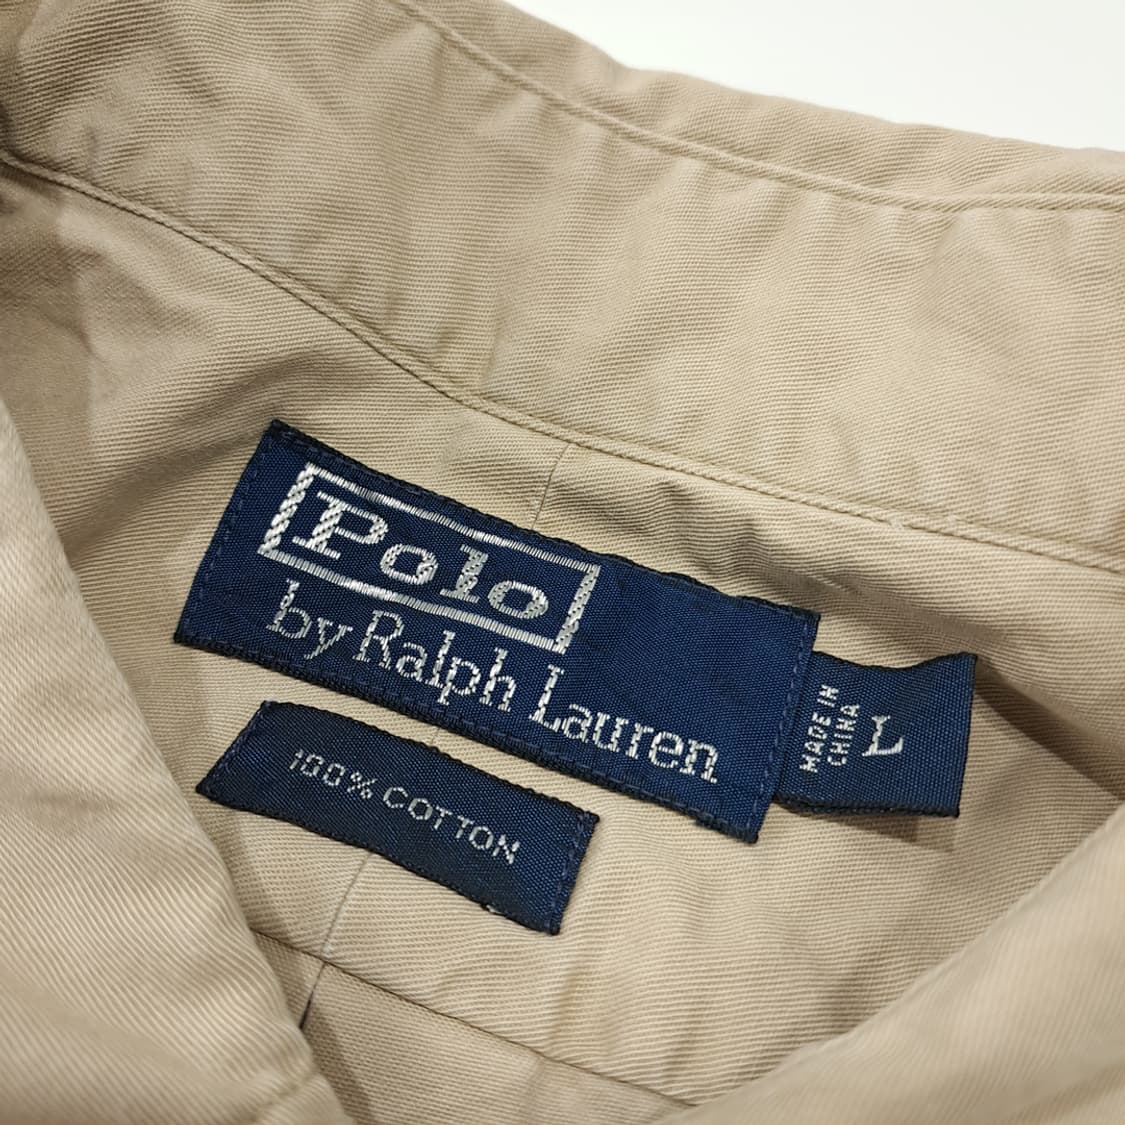 Polo
by Ralph Lauren
MADE IN
CHINA
L
100% COTTON